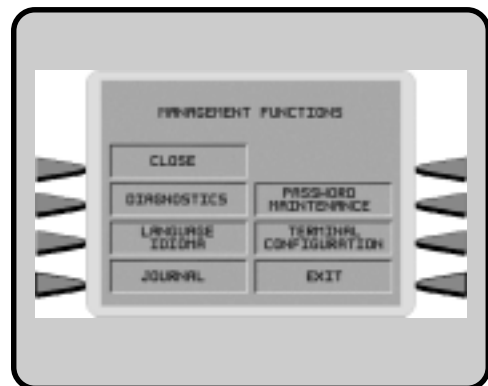 MANAGEMENT FUNCTIONS
CLOSE
DIAGNOSTICS
PASSWORD
MAINTENANCE
LANGUAGE
IDIOMA
TERMINAL
CONFIGURATION
JOURNAL
EXIT